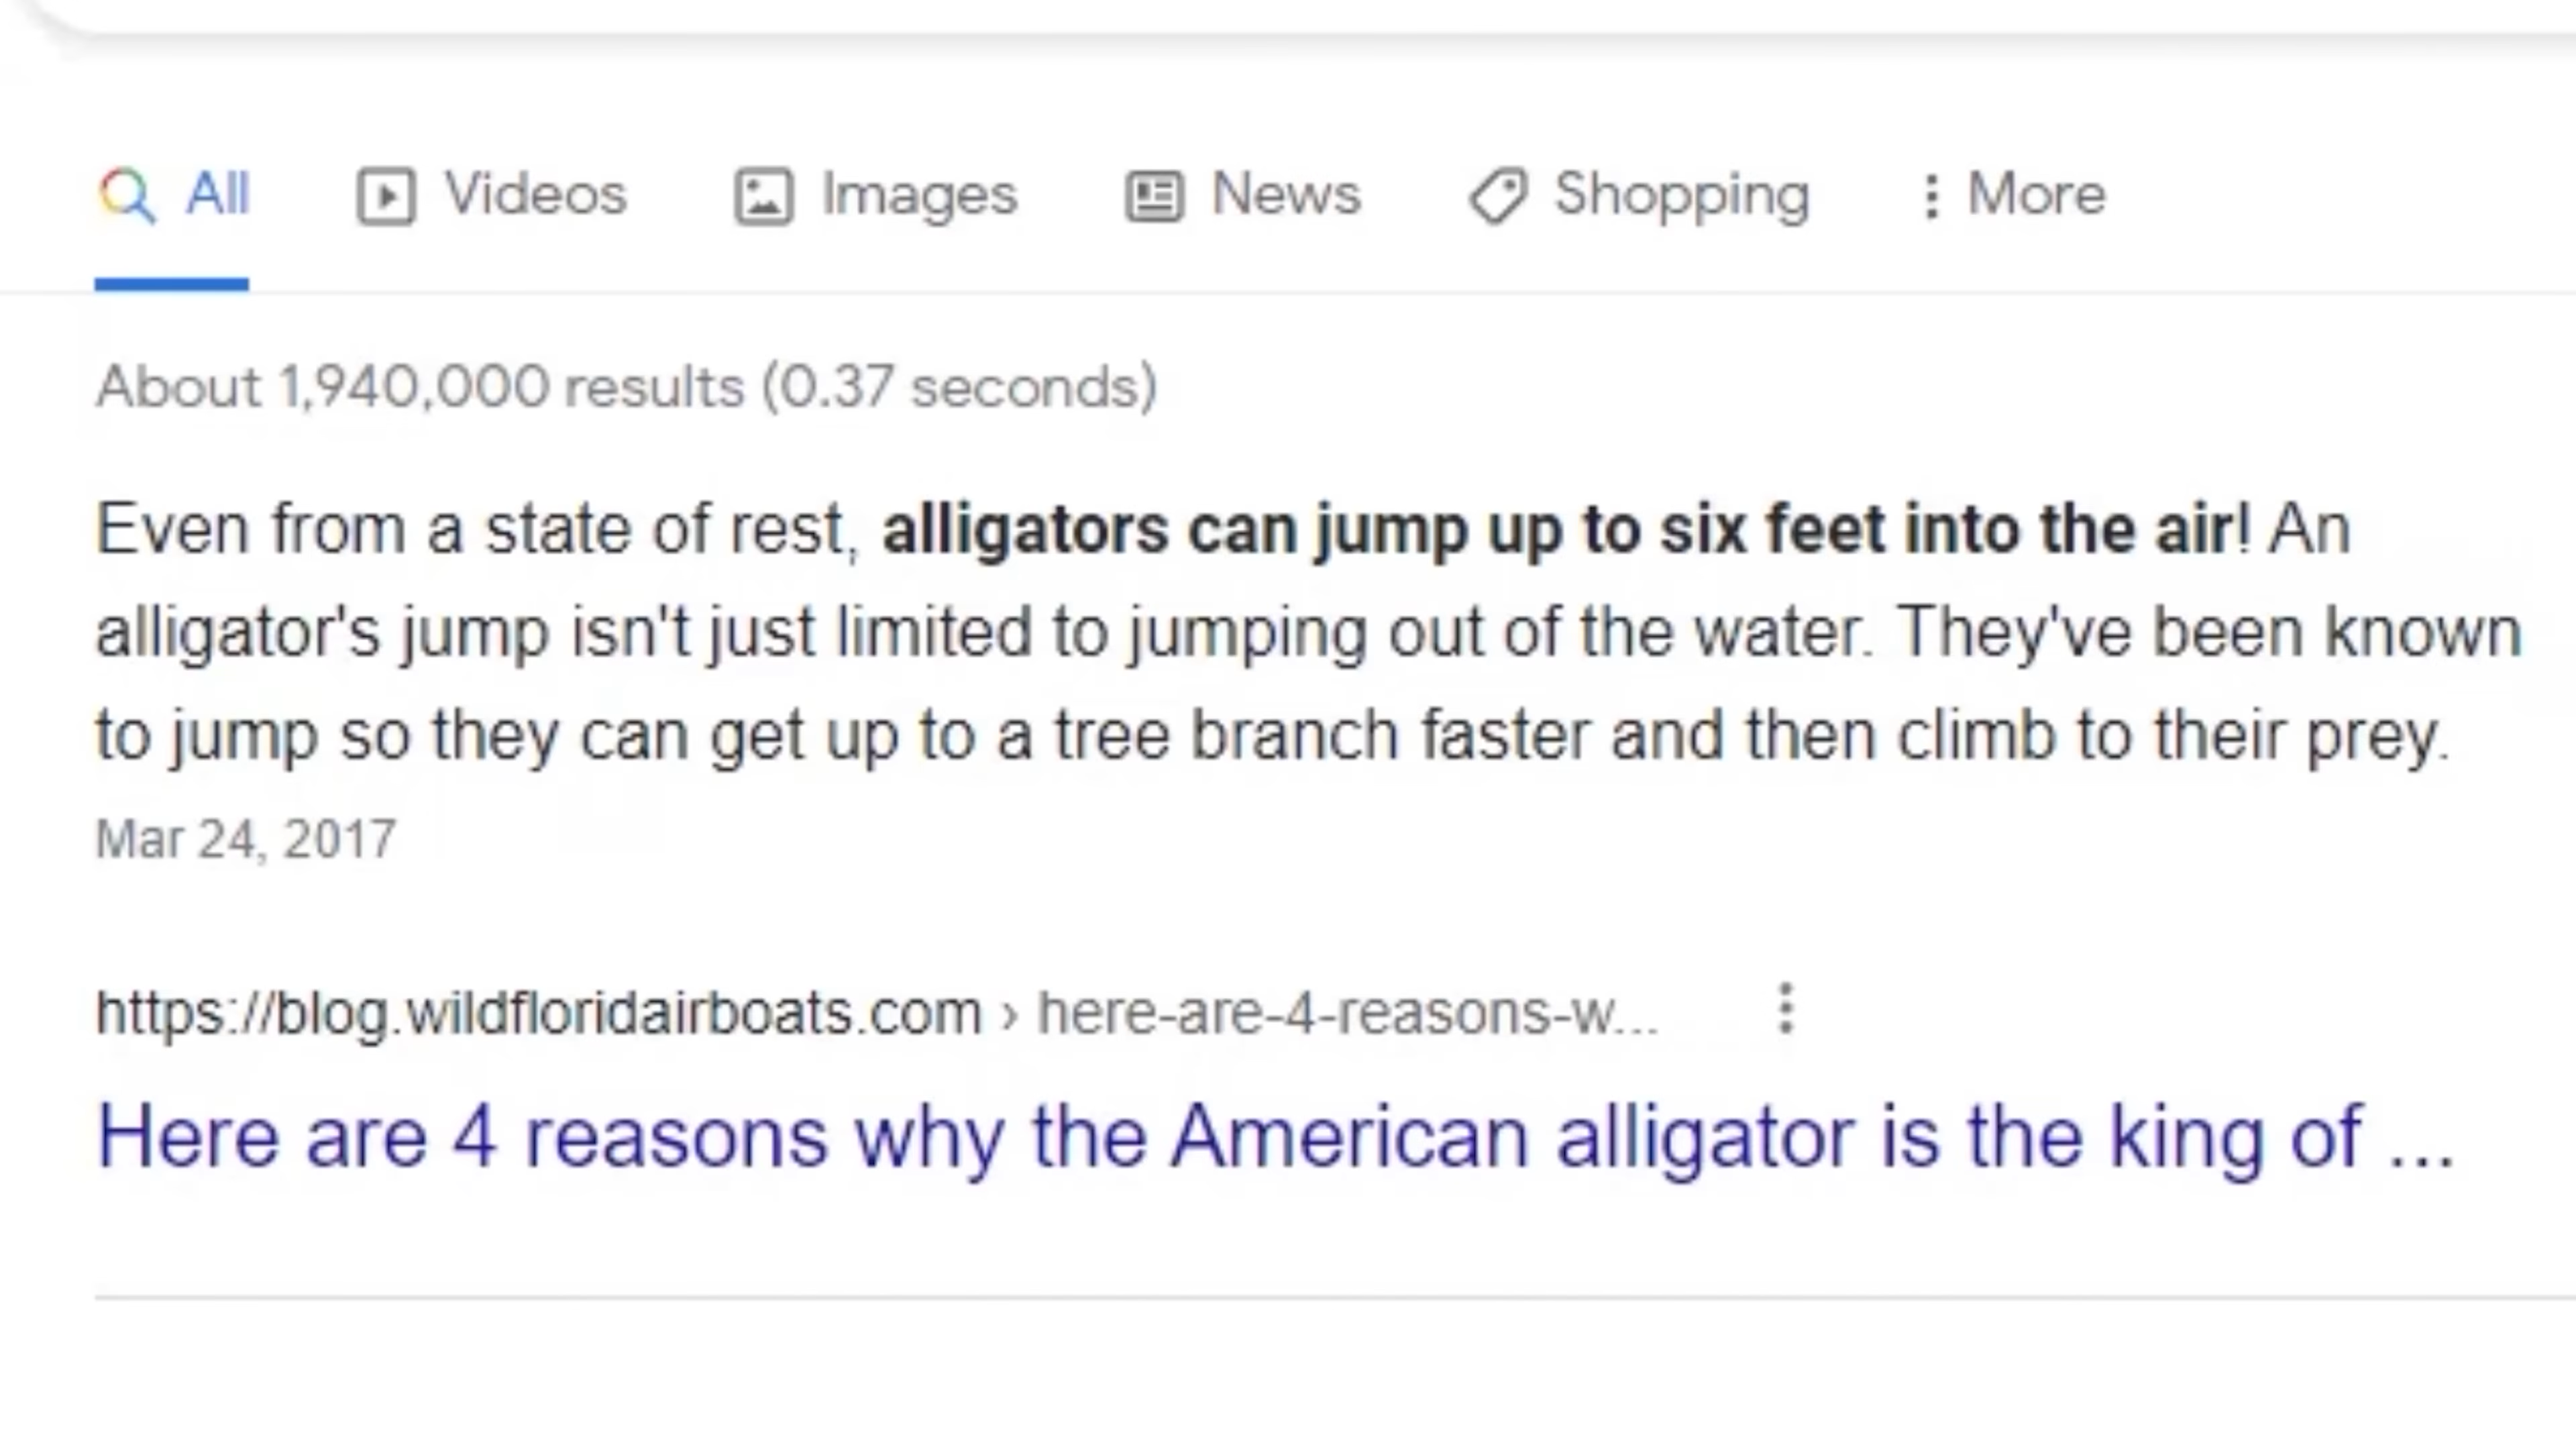 All Videos Images News Shopping More
About 1,940,000 results (0.37 seconds)
Even from a state of rest, alligators can jump up to six feet into the air! An
alligator's jump isn't just limited to jumping out of the water. They've been known
to jump so they can get up to a tree branch faster and then climb to their prey.
Mar 24, 2017
https://blog.wildfloridairboats.com › here-are-4-reasons-w...
Here are 4 reasons why the American alligator is the king of ...